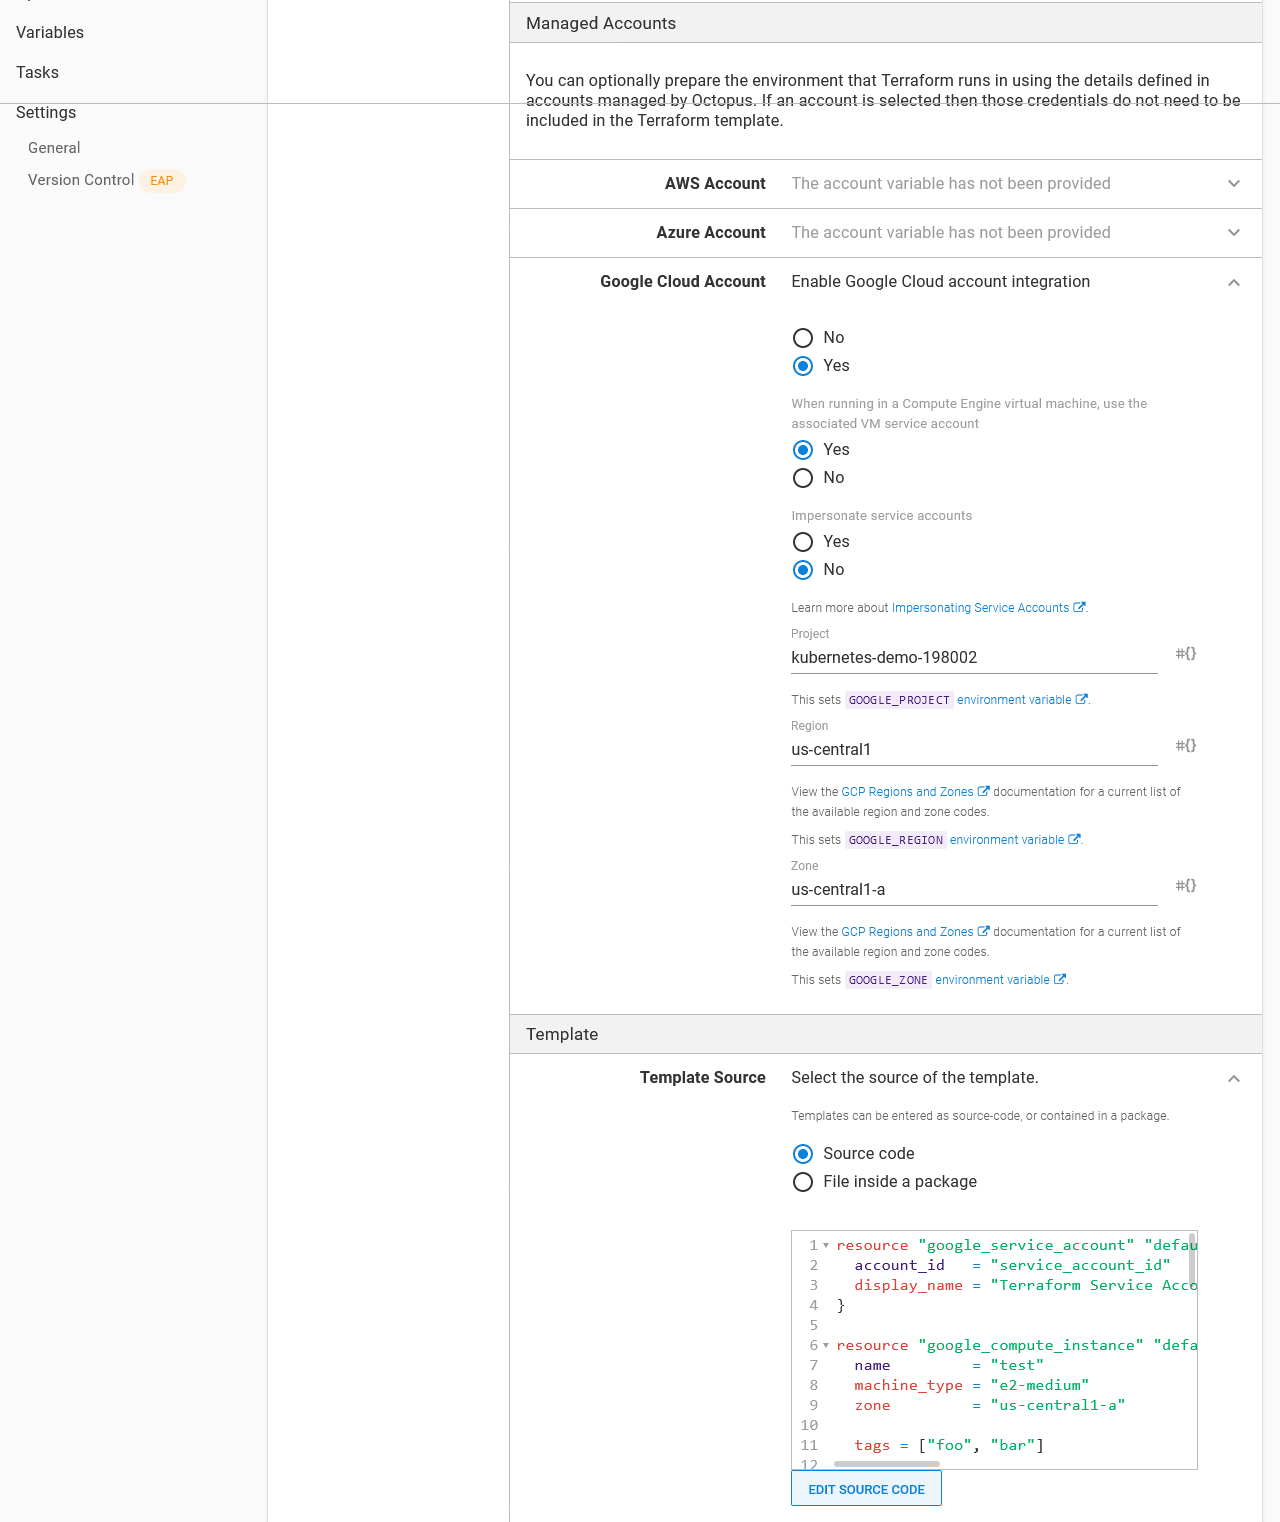 Variables
Tasks
Settings
General
Version Control EAP
Managed Accounts
You can optionally prepare the environment that Terraform runs in using the details defined in
accounts managed by Octopus. If an account is selected then those credentials do not need to be
included in the Terraform template.
AWS Account The account variable has not been provided
Azure Account The account variable has not been provided
Google Cloud Account Enable Google Cloud account integration
No
Yes
When running in a Compute Engine virtual machine, use the
associated VM service account
Yes
No
Impersonate service accounts
Yes
No
Learn more about Impersonating Service Accounts .
Project
kubernetes-demo-198002 #{}
This sets GOOGLE_PROJECT environment variable .
Region
us-central1 #{}
View the GCP Regions and Zones documentation for a current list of
the available region and zone codes.
This sets GOOGLE_REGION environment variable .
Zone
us-central1-a #{}
View the GCP Regions and Zones documentation for a current list of
the available region and zone codes.
This sets GOOGLE_ZONE environment variable .
Template
Template Source Select the source of the template.
Templates can be entered as source-code, or contained in a package.
Source code
File inside a package
1 resource "google_service_account" "defau
2 account_id = "service_account_id"
3 display_name = "Terraform Service Acco
4 }
5
6 resource "google_compute_instance" "defa
7 name = "test"
8 machine_type = "e2-medium"
9 zone = "us-central1-a"
10
11 tags = ["foo", "bar"]
12
EDIT SOURCE CODE